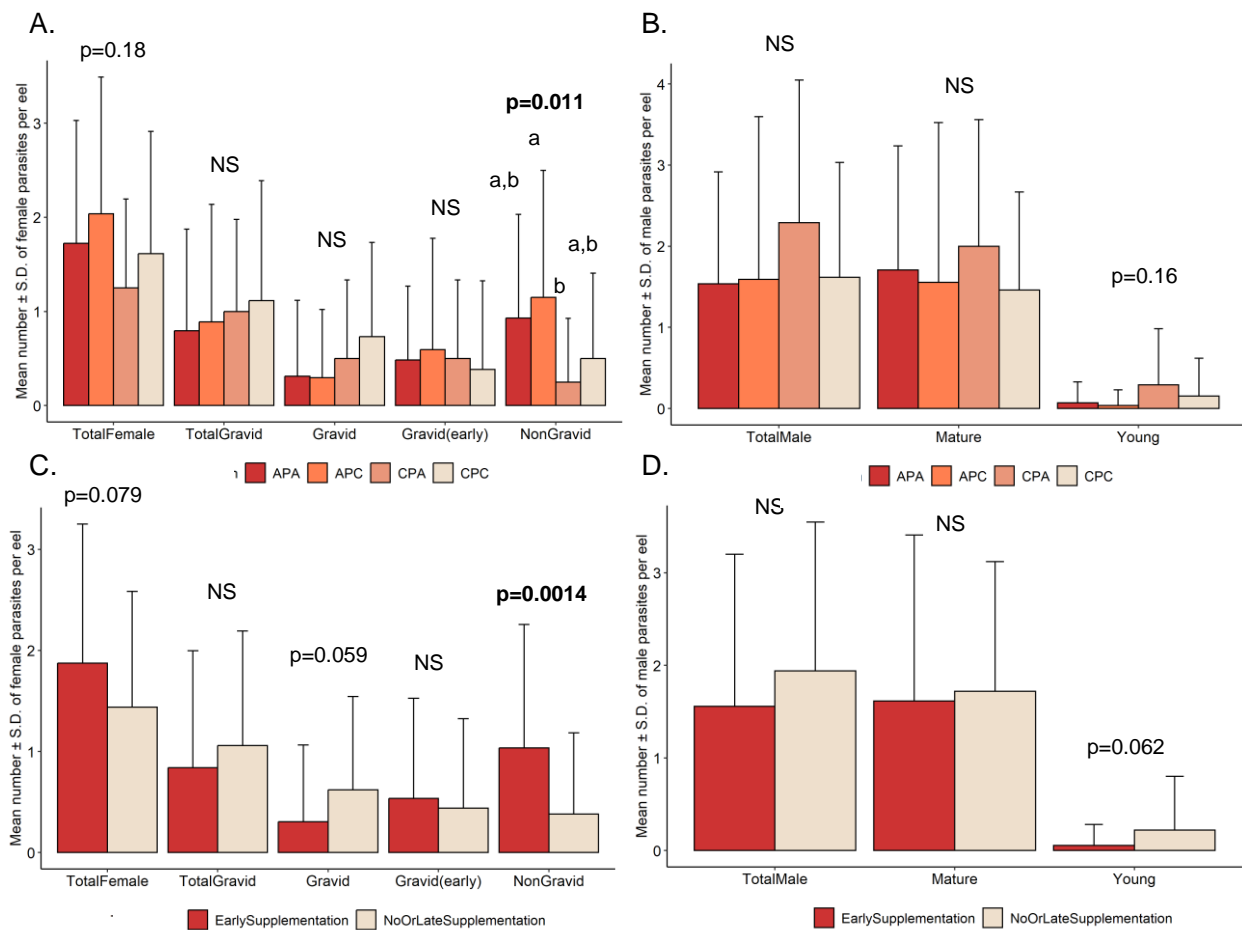 A.
p=0.18
NS
NS
NS
p=0.011
a,b
a
b
a,b
Mean number ± S.D. of female parasites per eel
3
2
1
0
TotalFemale TotalGravid Gravid Gravid(early) NonGravid
APA APC CPA CPC
B.
NS
NS
p=0.16
Mean number ± S.D. of male parasites per eel
4
3
2
1
0
TotalMale Mature Young
APA APC CPA CPC
C.
p=0.079
NS
p=0.059
NS
p=0.0014
Mean number ± S.D. of female parasites per eel
3
2
1
0
TotalFemale TotalGravid Gravid Gravid(early) NonGravid
EarlySupplementation NoOrLateSupplementation
D.
NS
NS
p=0.062
Mean number ± S.D. of male parasites per eel
3
2
1
0
TotalMale Mature Young
EarlySupplementation NoOrLateSupplementation